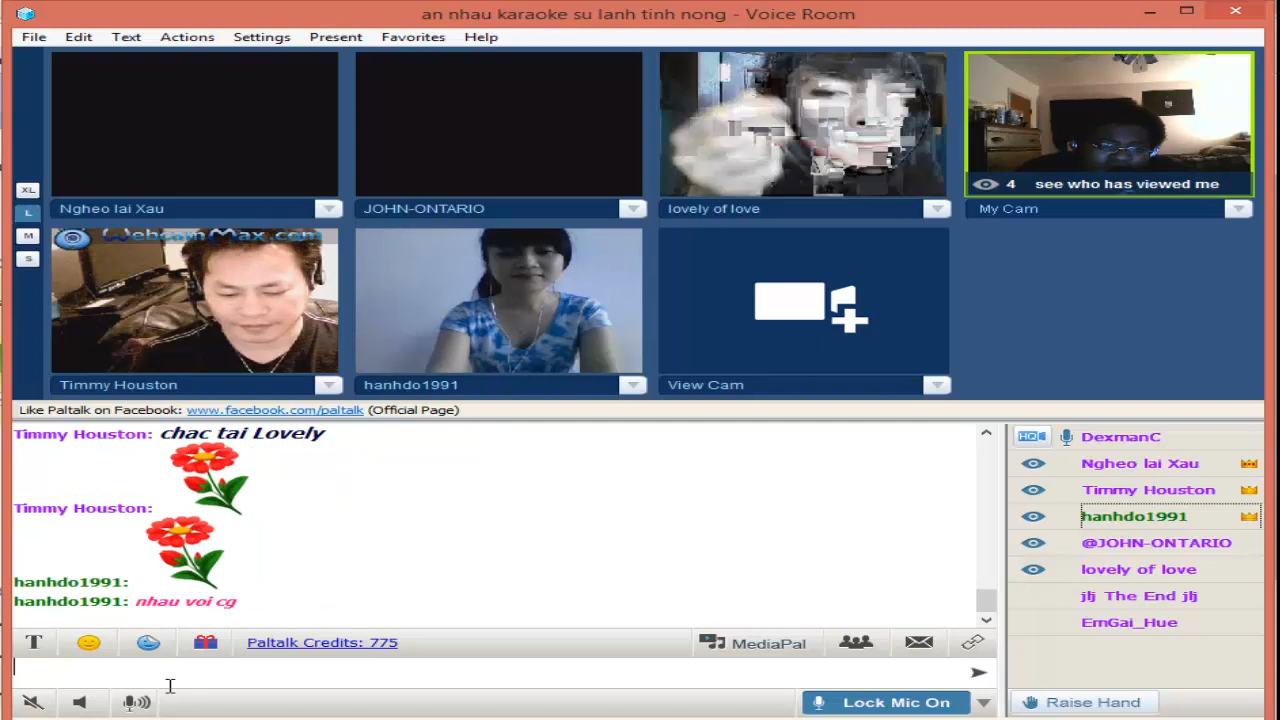 an nhau karaoke su lanh tinh nong - Voice Room
File Edit Text Actions Settings Present Favorites Help
XL
L
M
S
4 see who has viewed me
Ngheo lai Xau
JOHN-ONTARIO
lovely of love
My Cam
WebcamMax.com
Timmy Houston
hanhdo1991
View Cam
Like Paltalk on Facebook: www.facebook.com/paltalk (Official Page)
Timmy Houston: chac tai Lovely
Timmy Houston:
hanhdo1991:
hanhdo1991: nhau voi cg
HQ DexmanC
Ngheo lai Xau
Timmy Houston
hanhdo1991
@JOHN-ONTARIO
lovely of love
jlj The End jlj
T Paltalk Credits: 775 MediaPal
Lock Mic On
Raise Hand